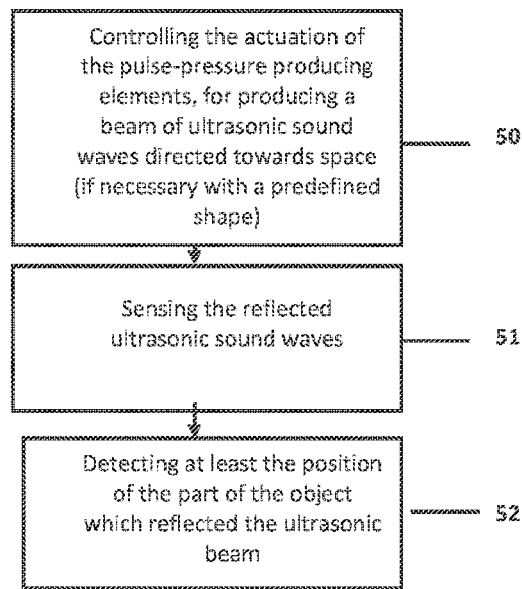 Controlling the actuation of
the pulse-pressure producing
elements, for producing a
beam of ultrasonic sound
waves directed towards space
(if necessary with a predefined
shape)
50
Sensing the reflected
ultrasonic sound waves
51
Detecting at least the position
of the part of the object
which reflected the ultrasonic
beam
52